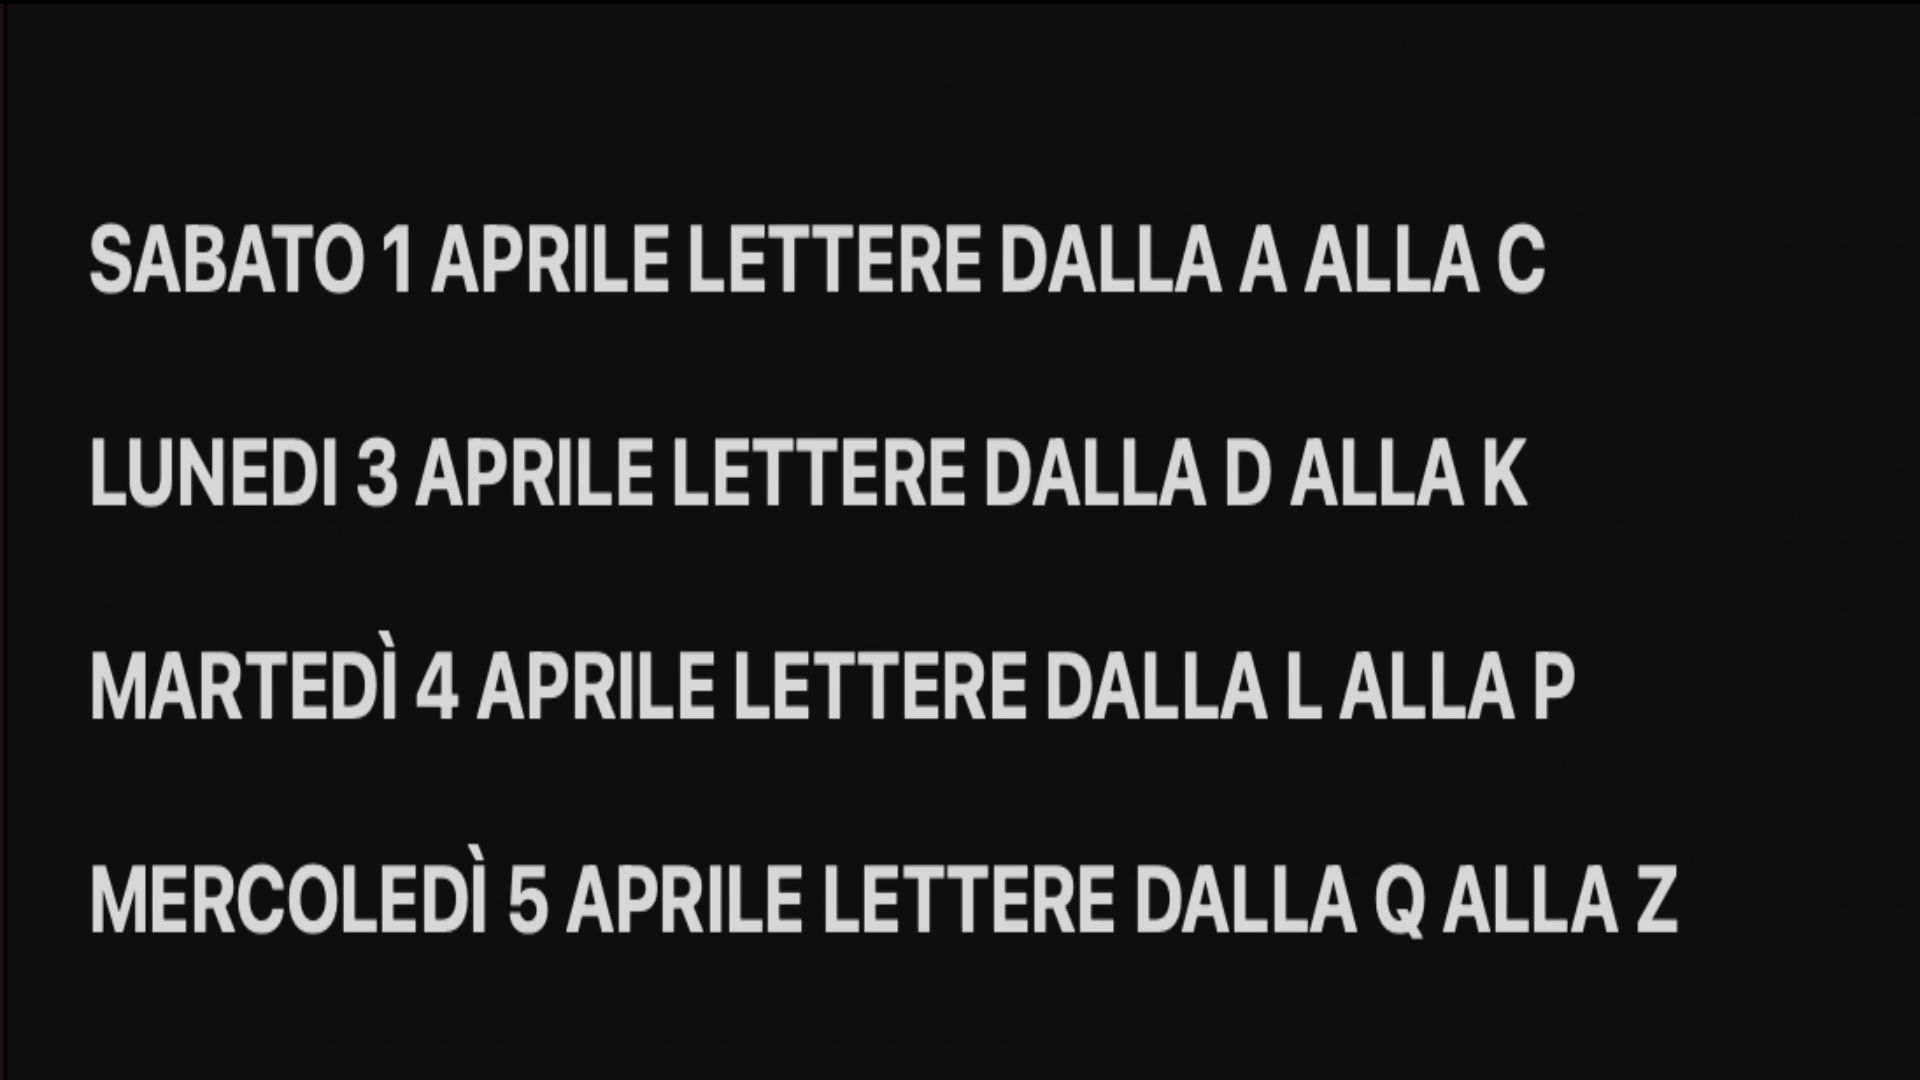 SABATO 1 APRILE LETTERE DALLA A ALLA C
LUNEDI 3 APRILE LETTERE DALLA D ALLA K
MARTEDÌ 4 APRILE LETTERE DALLA L ALLA P
MERCOLEDÌ 5 APRILE LETTERE DALLA Q ALLA Z